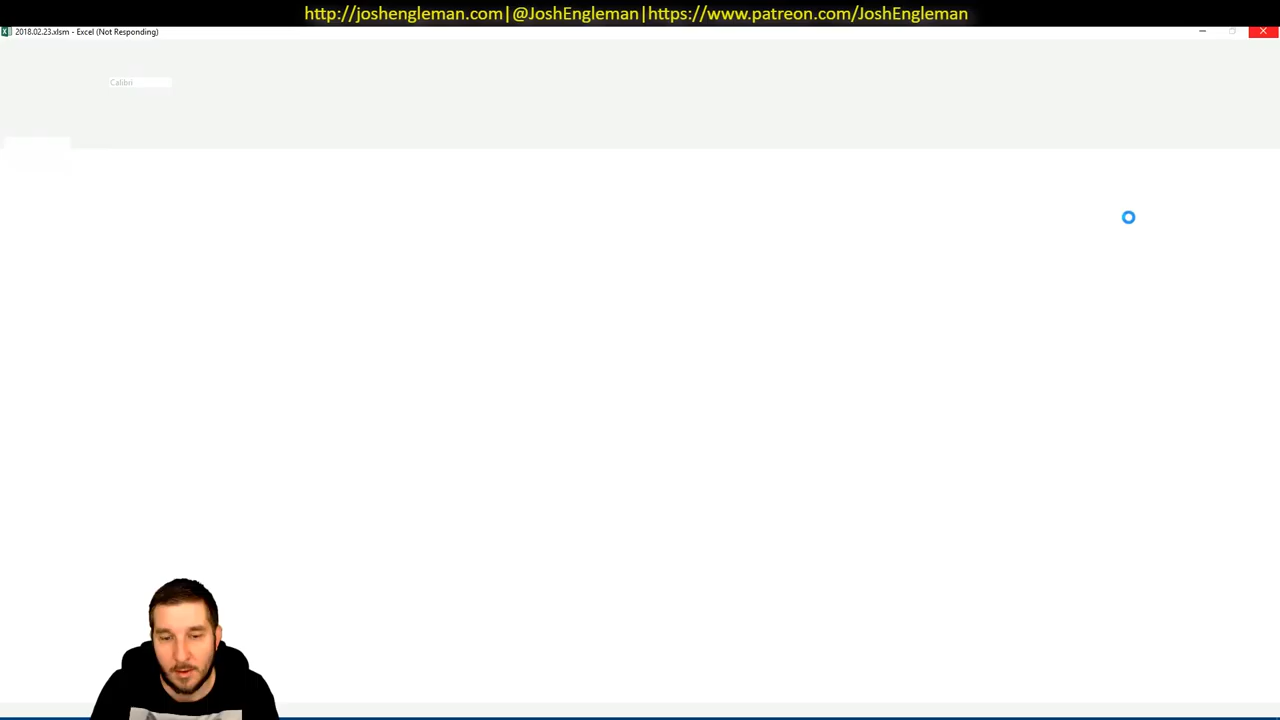 http://joshengleman.com|@JoshEngleman|https://www.patreon.com/JoshEngleman
2018.02.23.xlsm - Excel (Not Responding)
Calibri